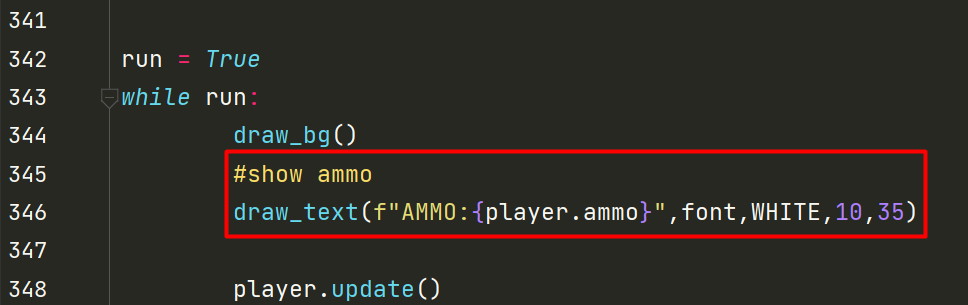 341
342 run = True
343 while run:
344 draw_bg()
345 #show ammo
346 draw_text(f"AMMO:{player.ammo}",font,WHITE,10,35)
347
348 player.update()